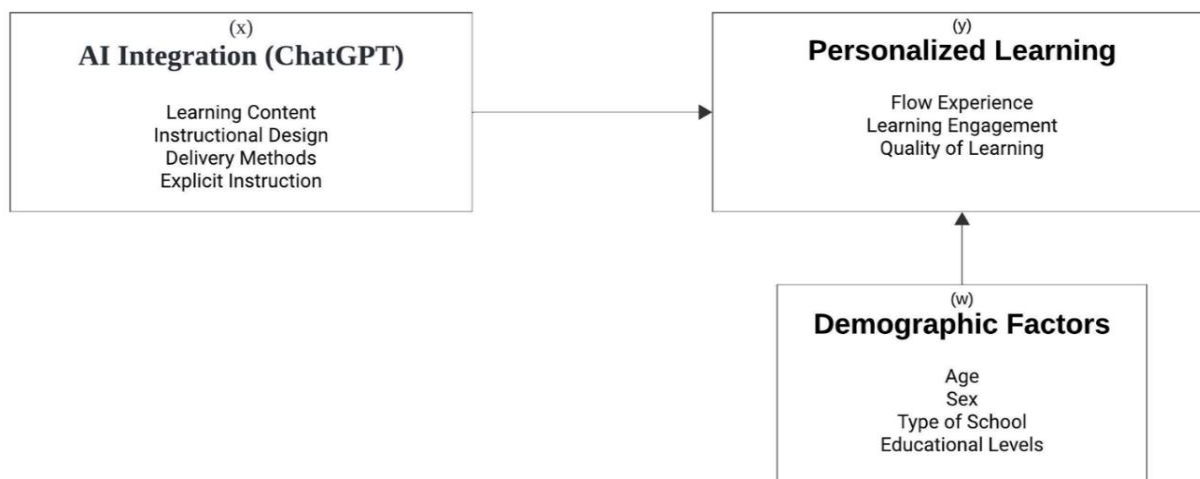 (x)
AI Integration (ChatGPT)
Learning Content
Instructional Design
Delivery Methods
Explicit Instruction
(y)
Personalized Learning
Flow Experience
Learning Engagement
Quality of Learning
(w)
Demographic Factors
Age
Sex
Type of School
Educational Levels